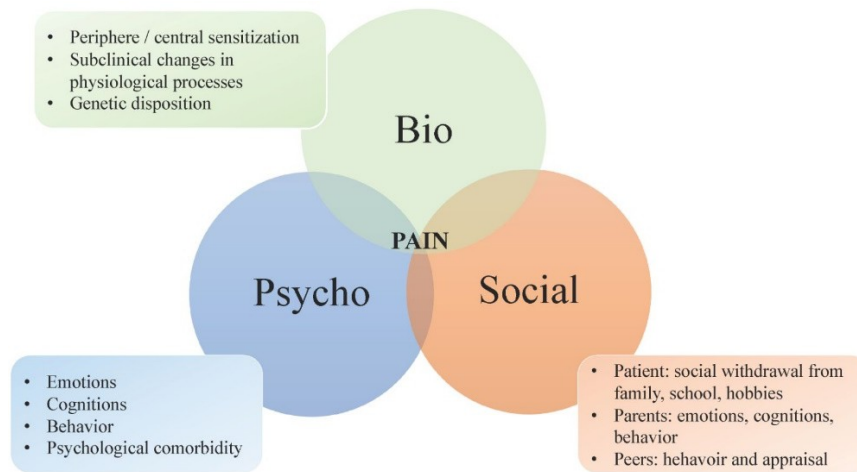 • Periphere / central sensitization
• Subclinical changes in
physiological processes
• Genetic disposition
Bio
PAIN
Psycho
Social
• Emotions
• Cognitions
• Behavior
• Psychological comorbidity
• Patient: social withdrawal from
family, school, hobbies
• Parents: emotions, cognitions,
behavior
• Peers: hehavoir and appraisal